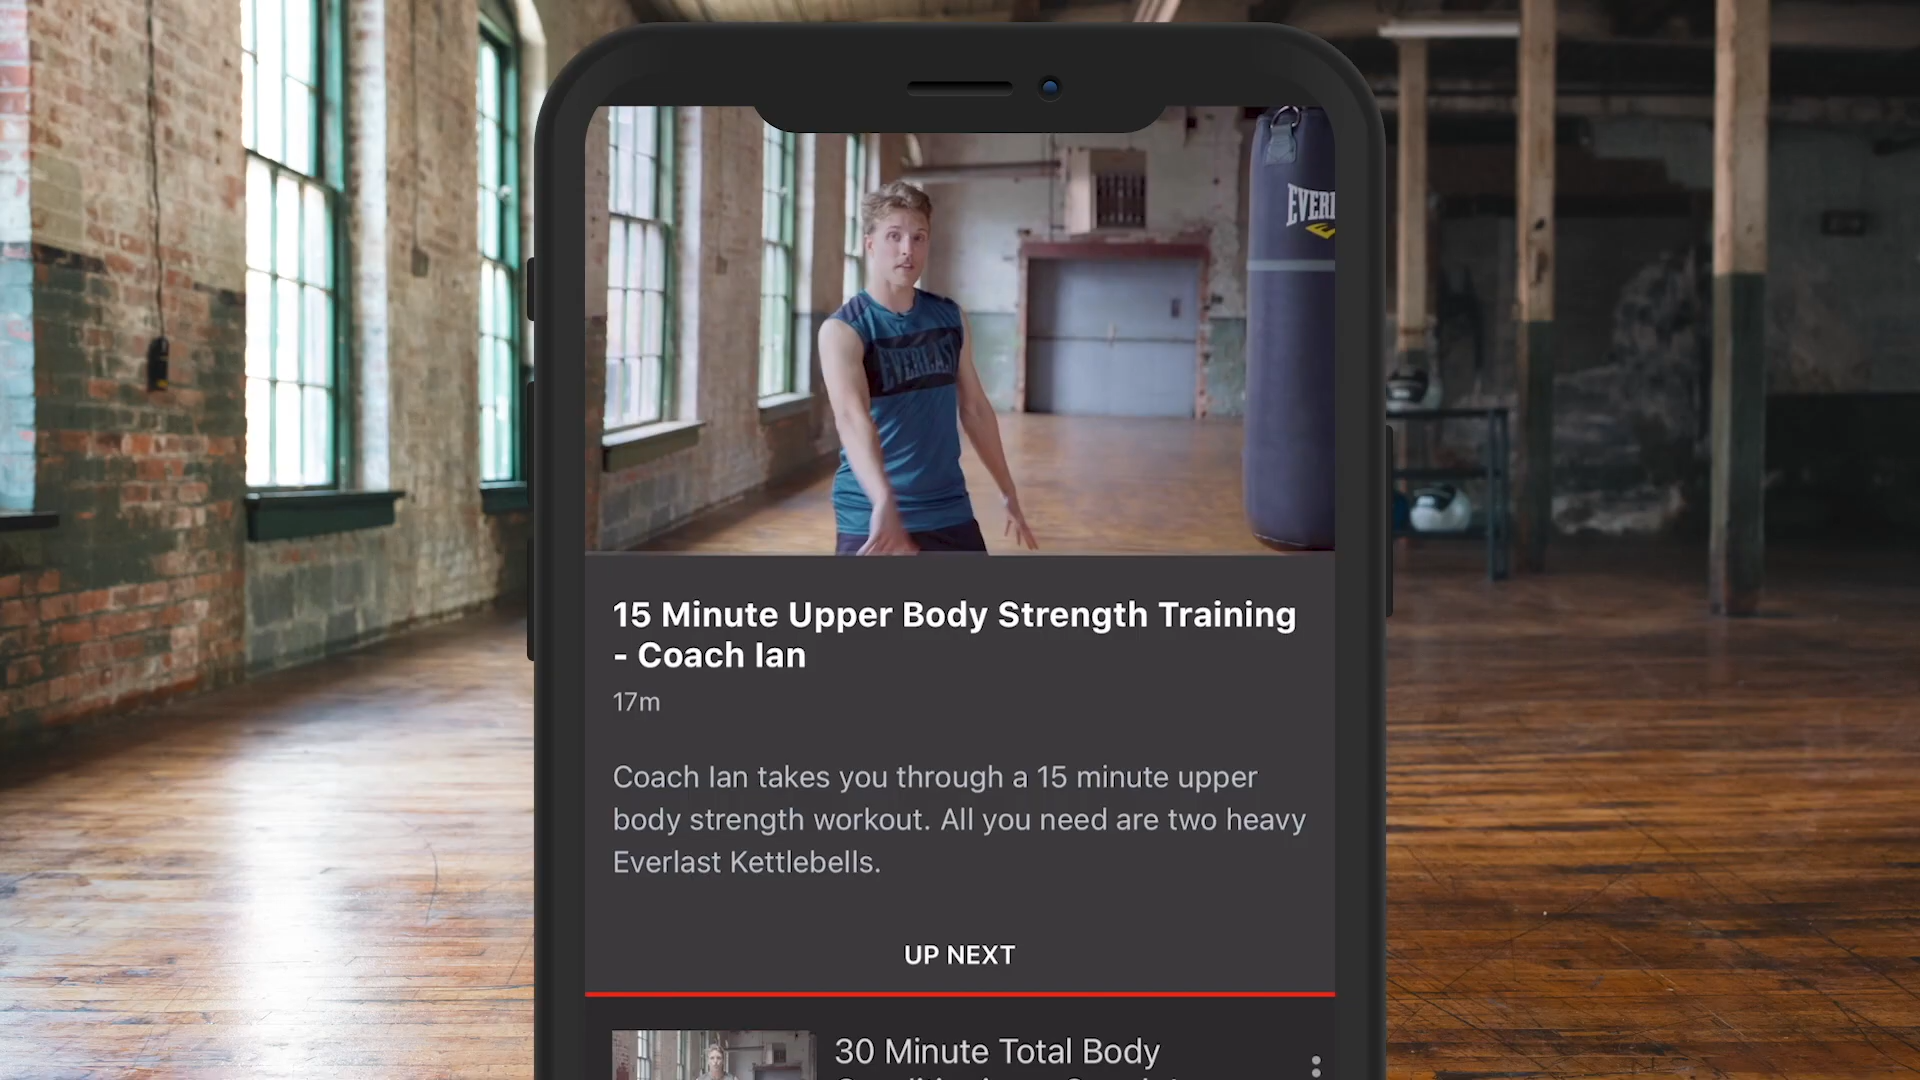 EVERLAST
15 Minute Upper Body Strength Training
- Coach Ian
17m
Coach Ian takes you through a 15 minute upper
body strength workout. All you need are two heavy
Everlast Kettlebells.
UP NEXT
30 Minute Total Body